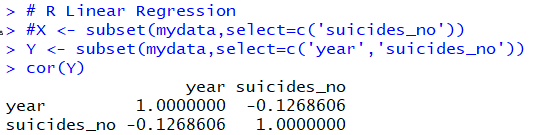 > # R Linear Regression
> #X <- subset(mydata,select=c('suicides_no'))
> Y <- subset(mydata,select=c('year','suicides_no'))
> cor(Y)
                  year suicides_no
year         1.0000000  -0.1268606
suicides_no -0.1268606   1.0000000